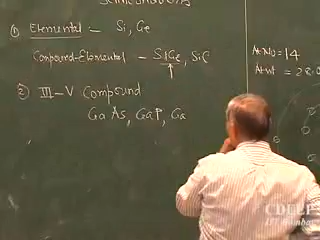 Semiconductors
① Elemental – Si, Ge
Compound-Elemental – SiGe, SiC
② III–V Compound
GaAs, GaP, Ga
At.No = 14
At.wt = 28.0
CDEEP
IIT Bombay